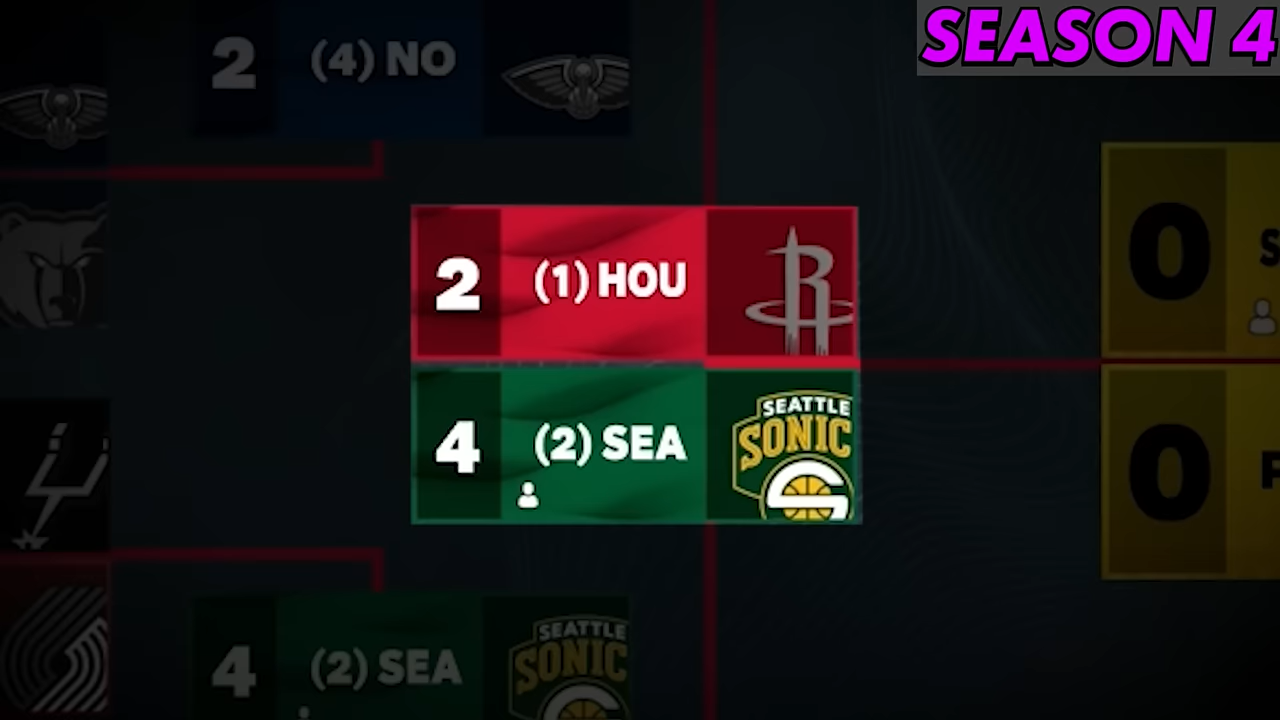 SEASON 4
2 (4) NO
2 (1) HOU
0
4 (2) SEA
SEATTLE
SONIC
0
4 (2) SEA
SEATTLE
SONIC